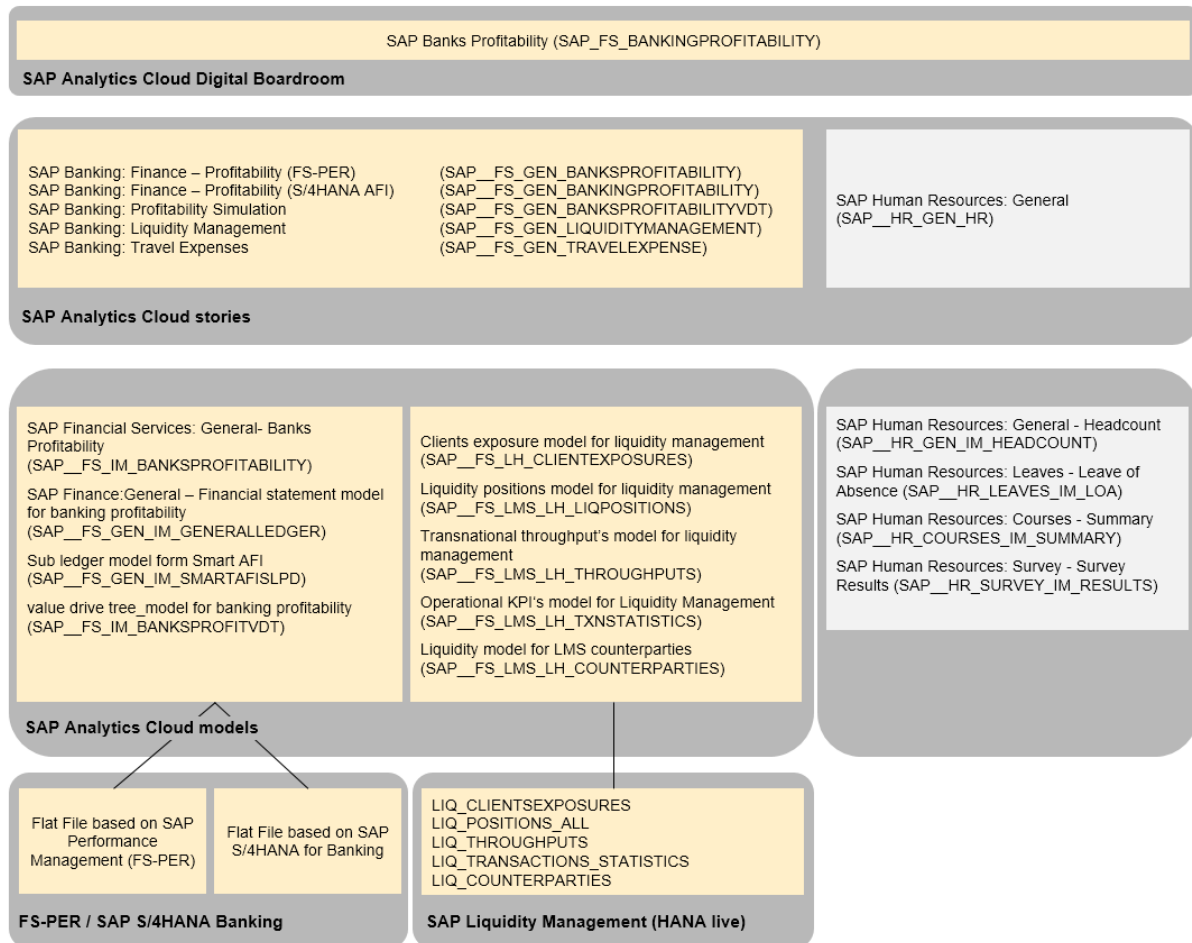 SAP Banks Profitability (SAP_FS_BANKINGPROFITABILITY)
SAP Analytics Cloud Digital Boardroom
SAP Banking: Finance – Profitability (FS-PER) (SAP__FS_GEN_BANKSPROFITABILITY)
SAP Banking: Finance – Profitability (S/4HANA AFI) (SAP__FS_GEN_BANKINGPROFITABILITY)
SAP Banking: Profitability Simulation (SAP__FS_GEN_BANKSPROFITABILITYVDT)
SAP Banking: Liquidity Management (SAP__FS_GEN_LIQUIDITYMANAGEMENT)
SAP Banking: Travel Expenses (SAP__FS_GEN_TRAVELEXPENSE)
SAP Human Resources: General
(SAP__HR_GEN_HR)
SAP Analytics Cloud stories
SAP Financial Services: General- Banks
Profitability
(SAP__FS_IM_BANKSPROFITABILITY)
SAP Finance:General – Financial statement model
for banking profitability
(SAP__FS_GEN_IM_GENERALLEDGER)
Sub ledger model form Smart AFI
(SAP__FS_GEN_IM_SMARTAFISLPD)
value drive tree_model for banking profitability
(SAP__FS_IM_BANKSPROFITVDT)
Clients exposure model for liquidity management
(SAP__FS_LH_CLIENTEXPOSURES)
Liquidity positions model for liquidity management
(SAP__FS_LMS_LH_LIQPOSITIONS)
Transnational throughput's model for liquidity
management
(SAP__FS_LMS_LH_THROUGHPUTS)
Operational KPI's model for Liquidity Management
(SAP__FS_LMS_LH_TXNSTATISTICS)
Liquidity model for LMS counterparties
(SAP__FS_LMS_LH_COUNTERPARTIES)
SAP Human Resources: General - Headcount
(SAP__HR_GEN_IM_HEADCOUNT)
SAP Human Resources: Leaves - Leave of
Absence (SAP__HR_LEAVES_IM_LOA)
SAP Human Resources: Courses - Summary
(SAP__HR_COURSES_IM_SUMMARY)
SAP Human Resources: Survey - Survey
Results (SAP__HR_SURVEY_IM_RESULTS)
SAP Analytics Cloud models
Flat File based on SAP
Performance
Management (FS-PER)
Flat File based on SAP
S/4HANA for Banking
FS-PER / SAP S/4HANA Banking
LIQ_CLIENTSEXPOSURES
LIQ_POSITIONS_ALL
LIQ_THROUGHPUTS
LIQ_TRANSACTIONS_STATISTICS
LIQ_COUNTERPARTIES
SAP Liquidity Management (HANA live)